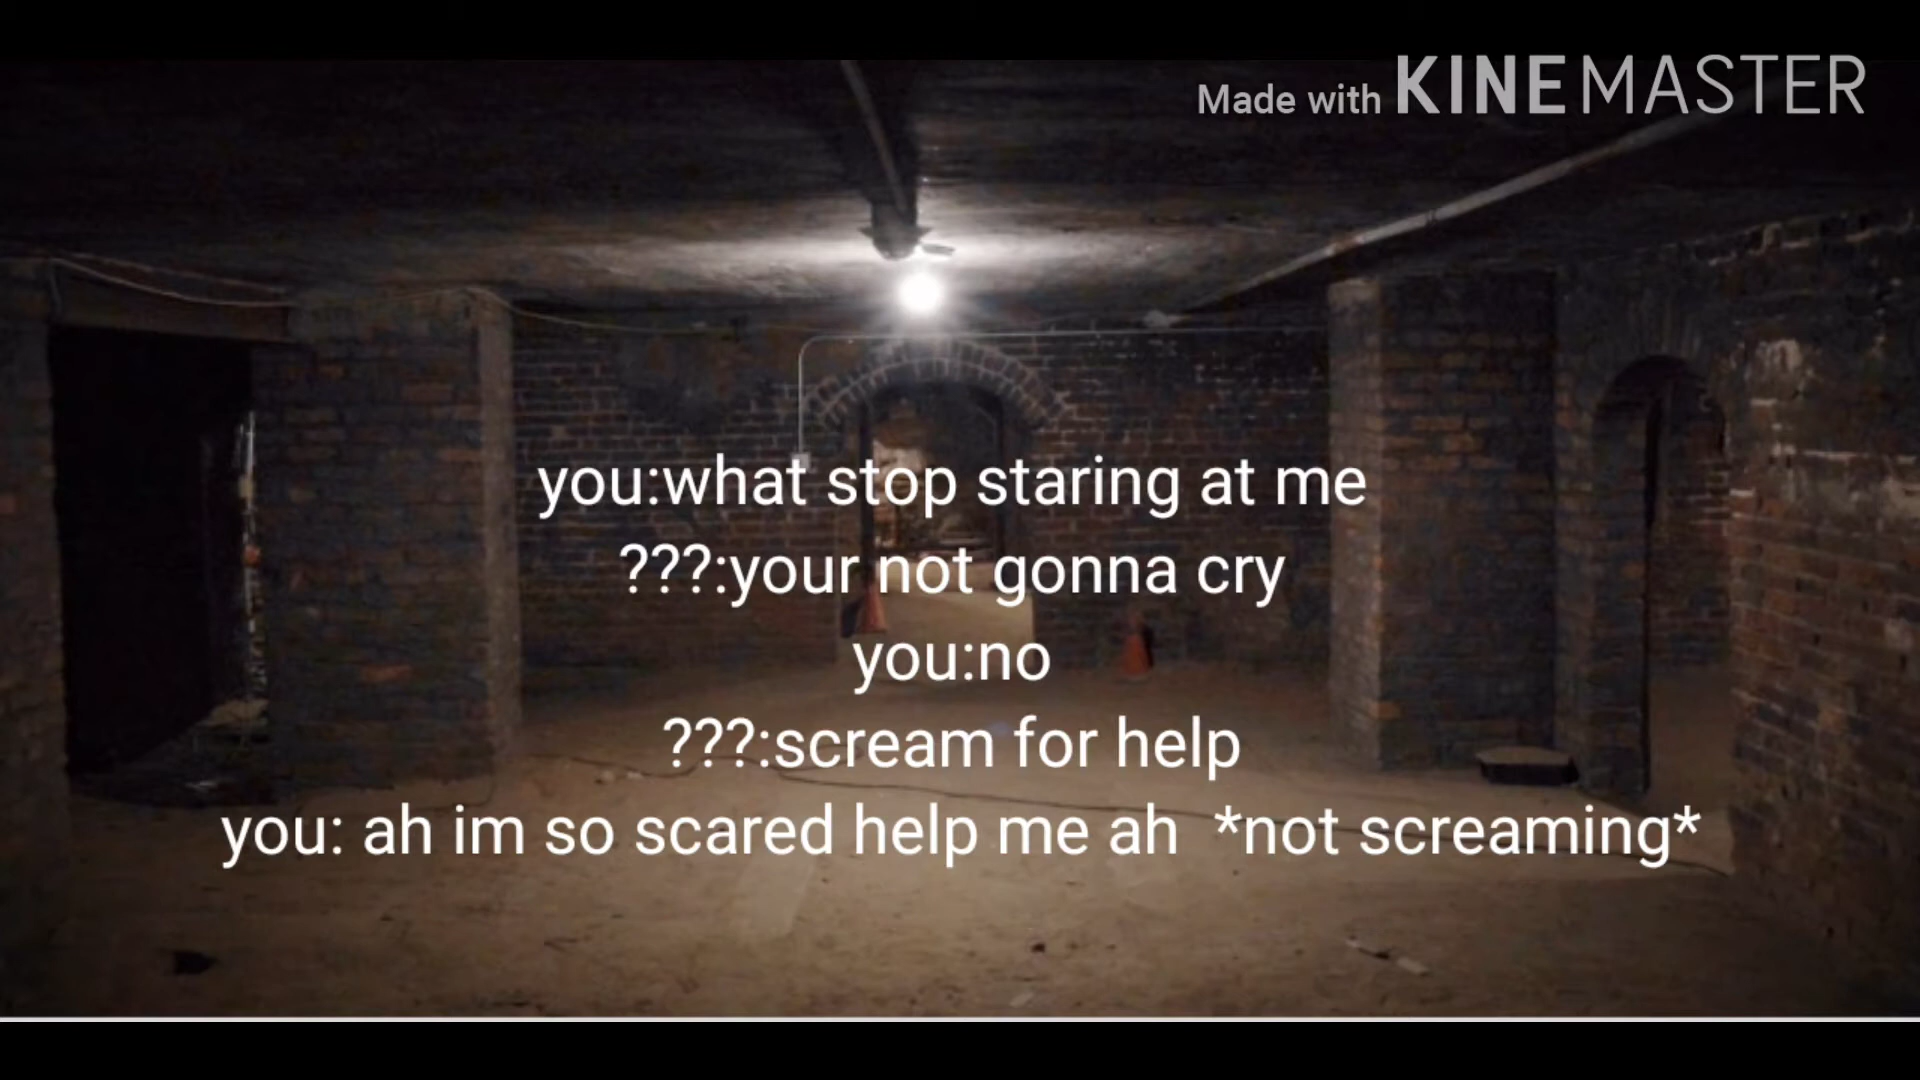 Made with KINEMASTER
you:what stop staring at me
???:your not gonna cry
you:no
???:scream for help
you: ah im so scared help me ah  *not screaming*